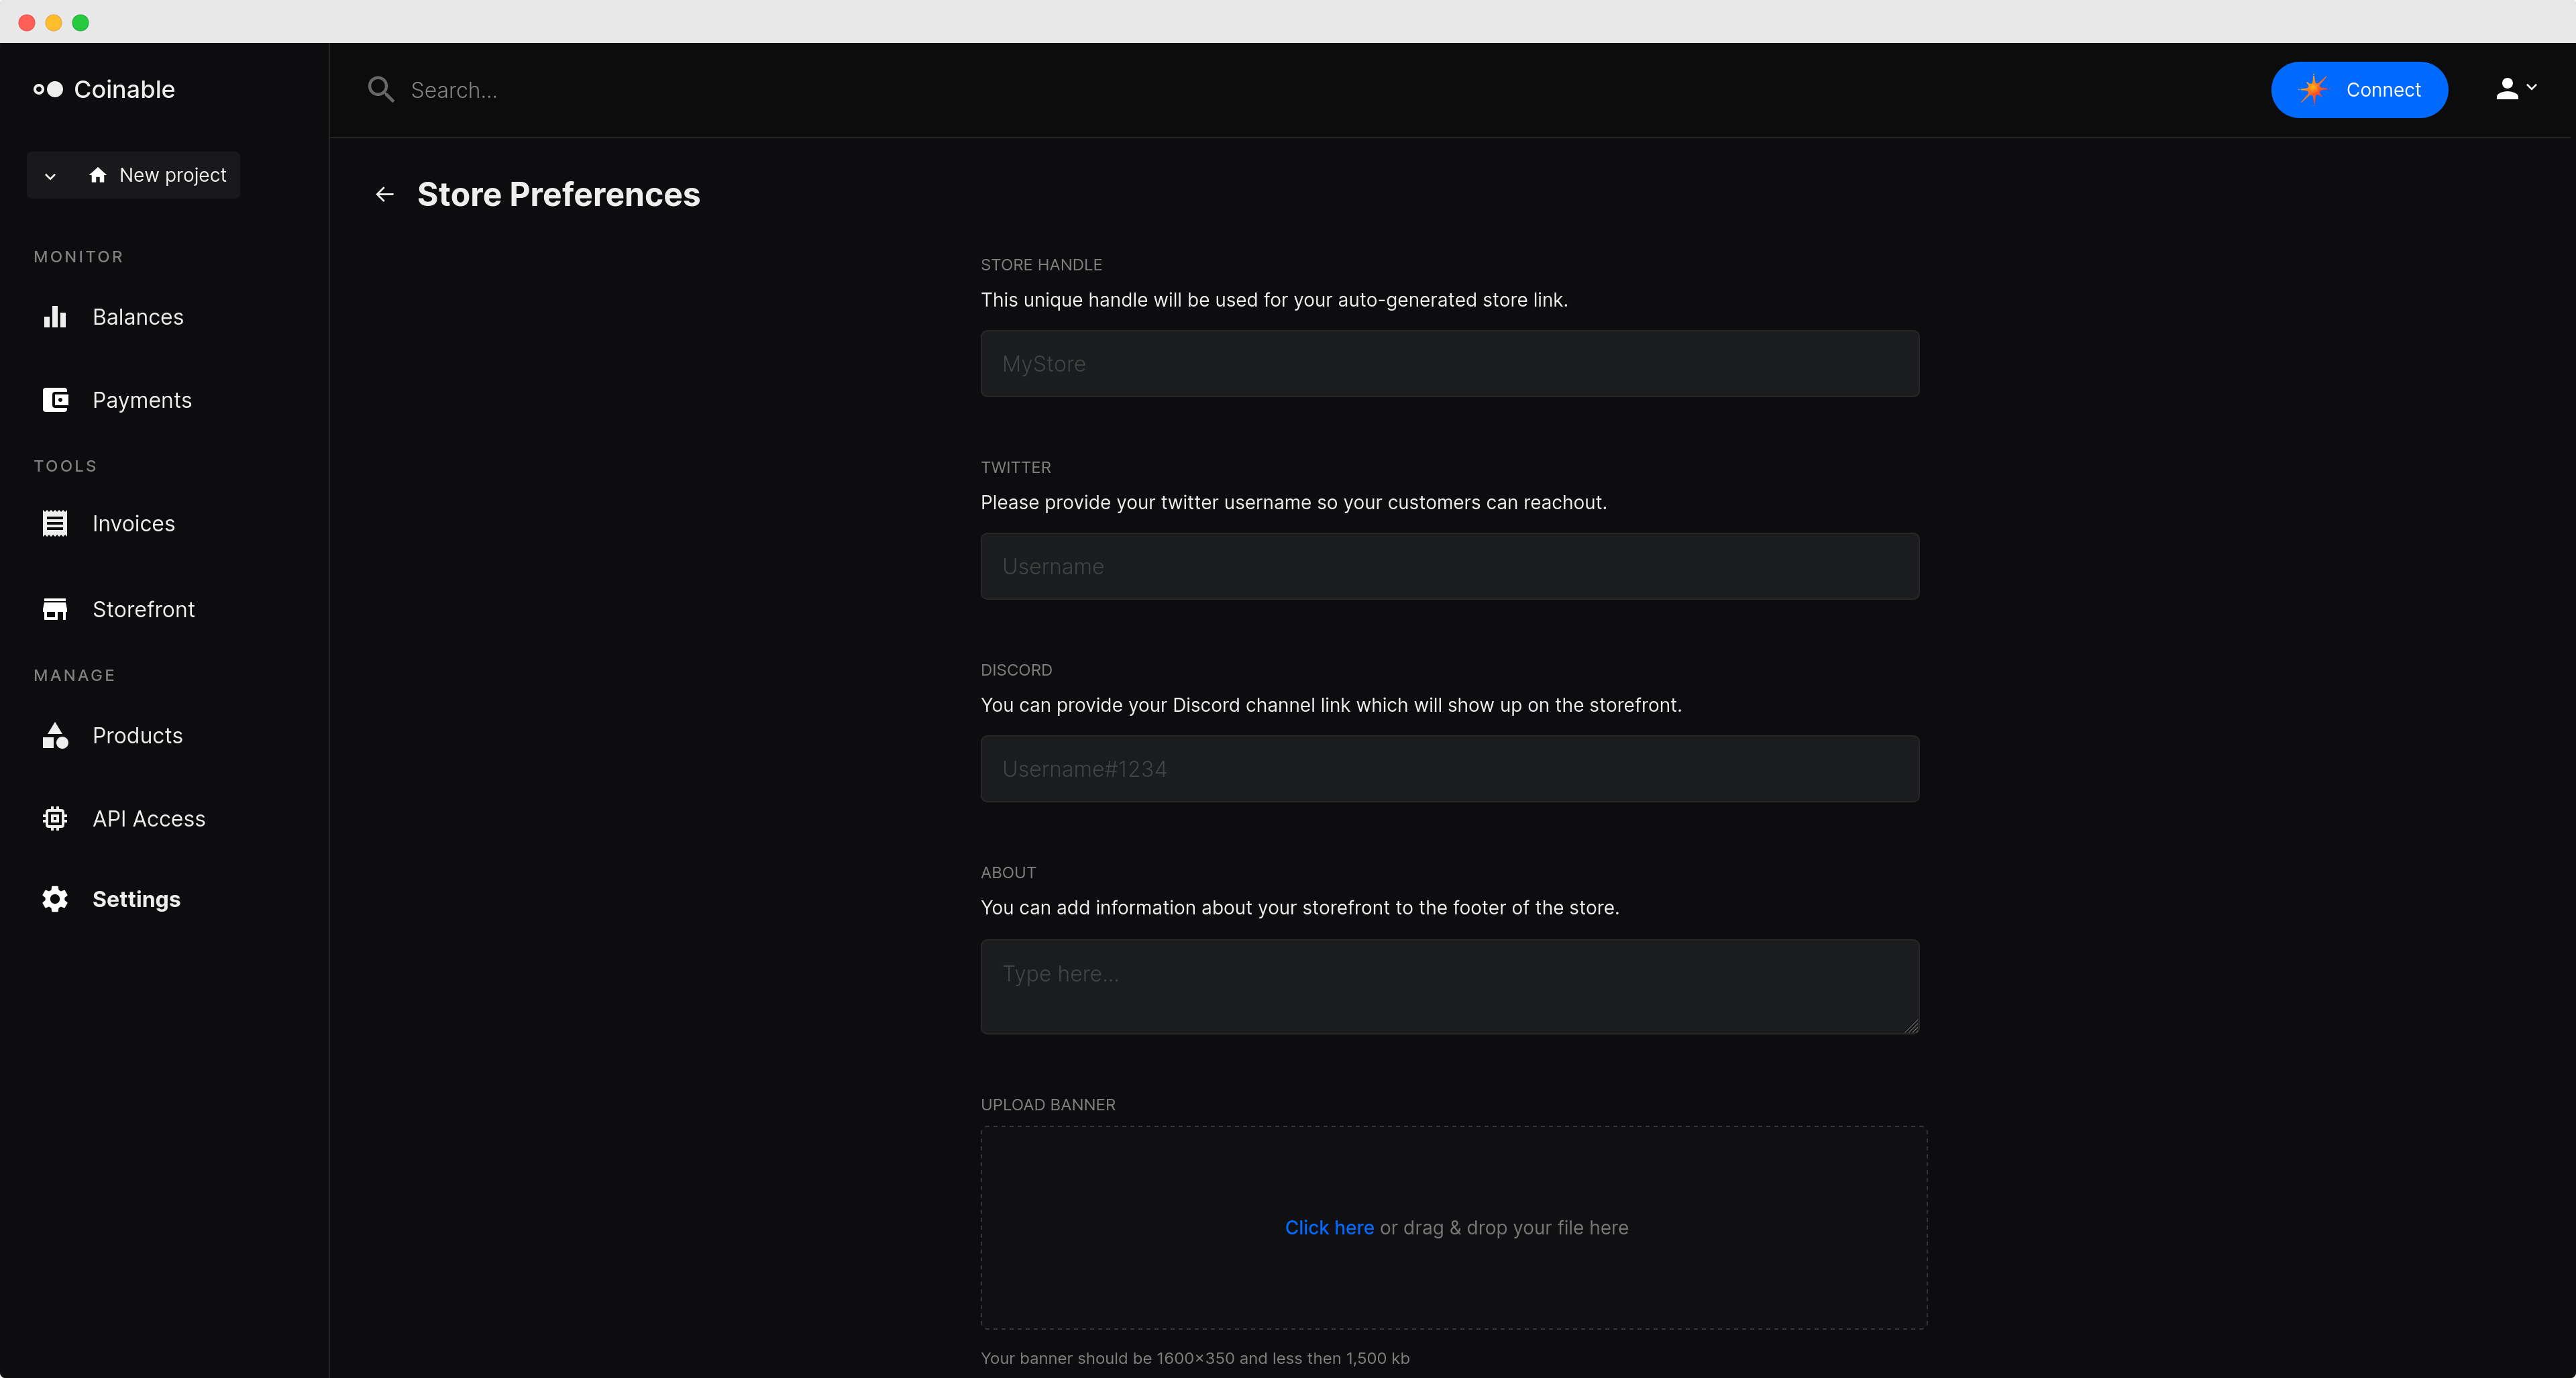 Coinable
Search...
Connect
New project
Store Preferences
MONITOR
Balances
Payments
TOOLS
Invoices
Storefront
MANAGE
Products
API Access
Settings
STORE HANDLE
This unique handle will be used for your auto-generated store link.
MyStore
TWITTER
Please provide your twitter username so your customers can reachout.
Username
DISCORD
You can provide your Discord channel link which will show up on the storefront.
Username#1234
ABOUT
You can add information about your storefront to the footer of the store.
Type here...
UPLOAD BANNER
Click here or drag & drop your file here
Your banner should be 1600×350 and less then 1,500 kb